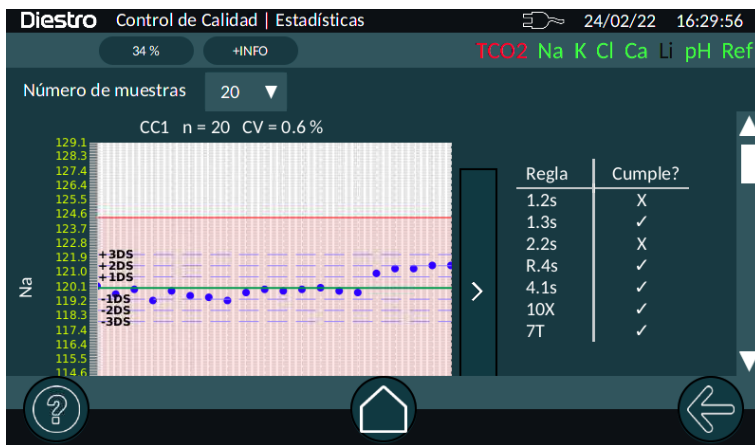 Diestro Control de Calidad | Estadísticas 24/02/22 16:29:56
34 % +INFO TCO2 Na K Cl Ca Li pH Ref
Número de muestras 20 ▼
CC1 n = 20 CV = 0.6 %
129.1
128.3
127.4
126.4
125.5
124.6
123.7
122.8
121.9
121.0
120.1
119.2
118.3
117.4
116.4
115.5
114.6
Na
+3DS
+2DS
+1DS
-1DS
-2DS
-3DS
Regla Cumple?
1.2s X
1.3s ✓
2.2s X
R.4s ✓
4.1s ✓
10X ✓
7T ✓
?